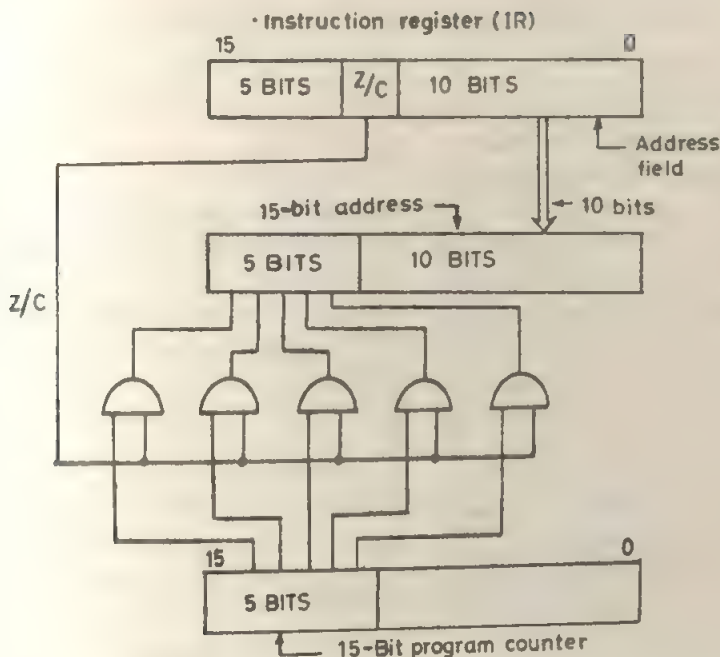 Instruction register (IR)
15 0
5 BITS Z/C 10 BITS
Address
field
15-bit address
10 bits
5 BITS 10 BITS
Z/C
15 0
5 BITS
15-Bit program counter